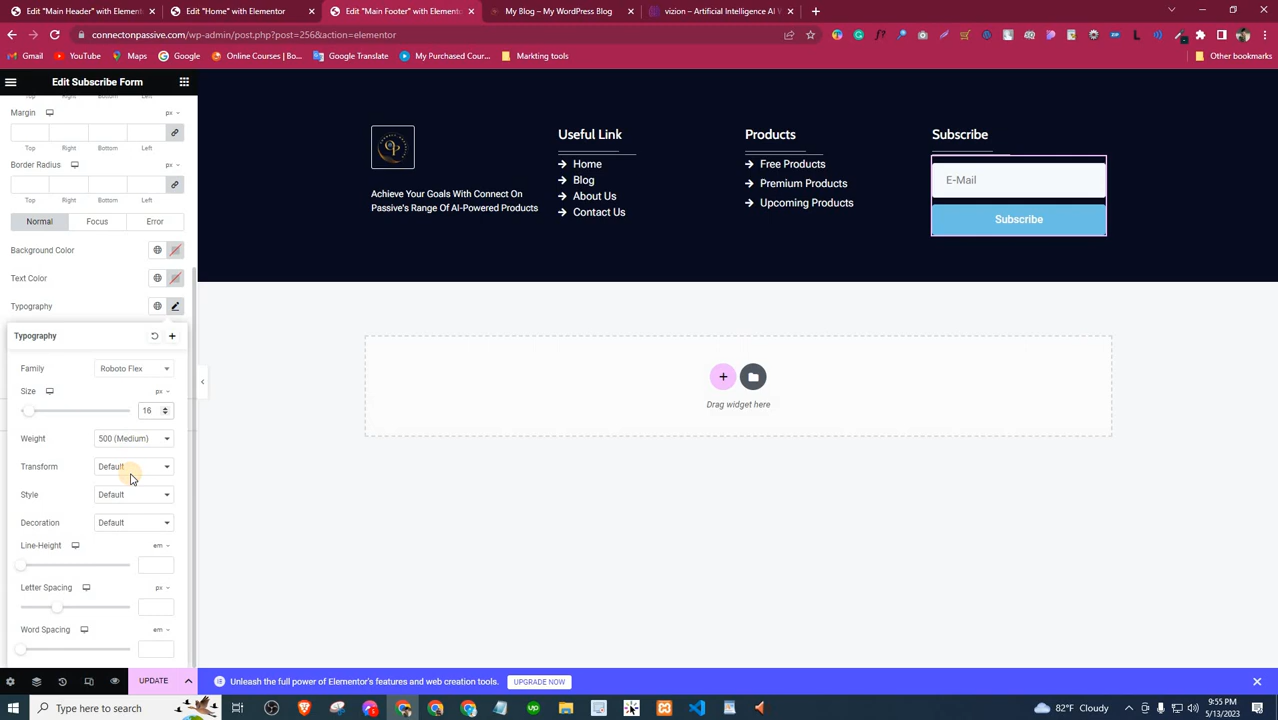 Edit "Main Header" with Elemento
Edit "Home" with Elementor
Edit "Main Footer" with Elemento
My Blog – My WordPress Blog
vizion – Artificial Intelligence AI W
connectonpassive.com/wp-admin/post.php?post=256&action=elementor
Gmail
YouTube
Maps
Google
Online Courses | Bo...
Google Translate
My Purchased Cour...
Markting tools
Other bookmarks
Edit Subscribe Form
Top Right Bottom Left
Margin px
Top Right Bottom Left
Border Radius px
Top Right Bottom Left
Normal Focus Error
Background Color
Text Color
Typography
Typography
Family Roboto Flex
Size px
16
Weight 500 (Medium)
Transform Default
Style Default
Decoration Default
Line-Height em
Letter Spacing px
Word Spacing em
UPDATE
Achieve Your Goals With Connect On
Passive's Range Of AI-Powered Products
Useful Link
Home
Blog
About Us
Contact Us
Products
Free Products
Premium Products
Upcoming Products
Subscribe
E-Mail
Subscribe
Drag widget here
Unleash the full power of Elementor's features and web creation tools.
UPGRADE NOW
Type here to search
82°F Cloudy
9:55 PM
5/13/2023